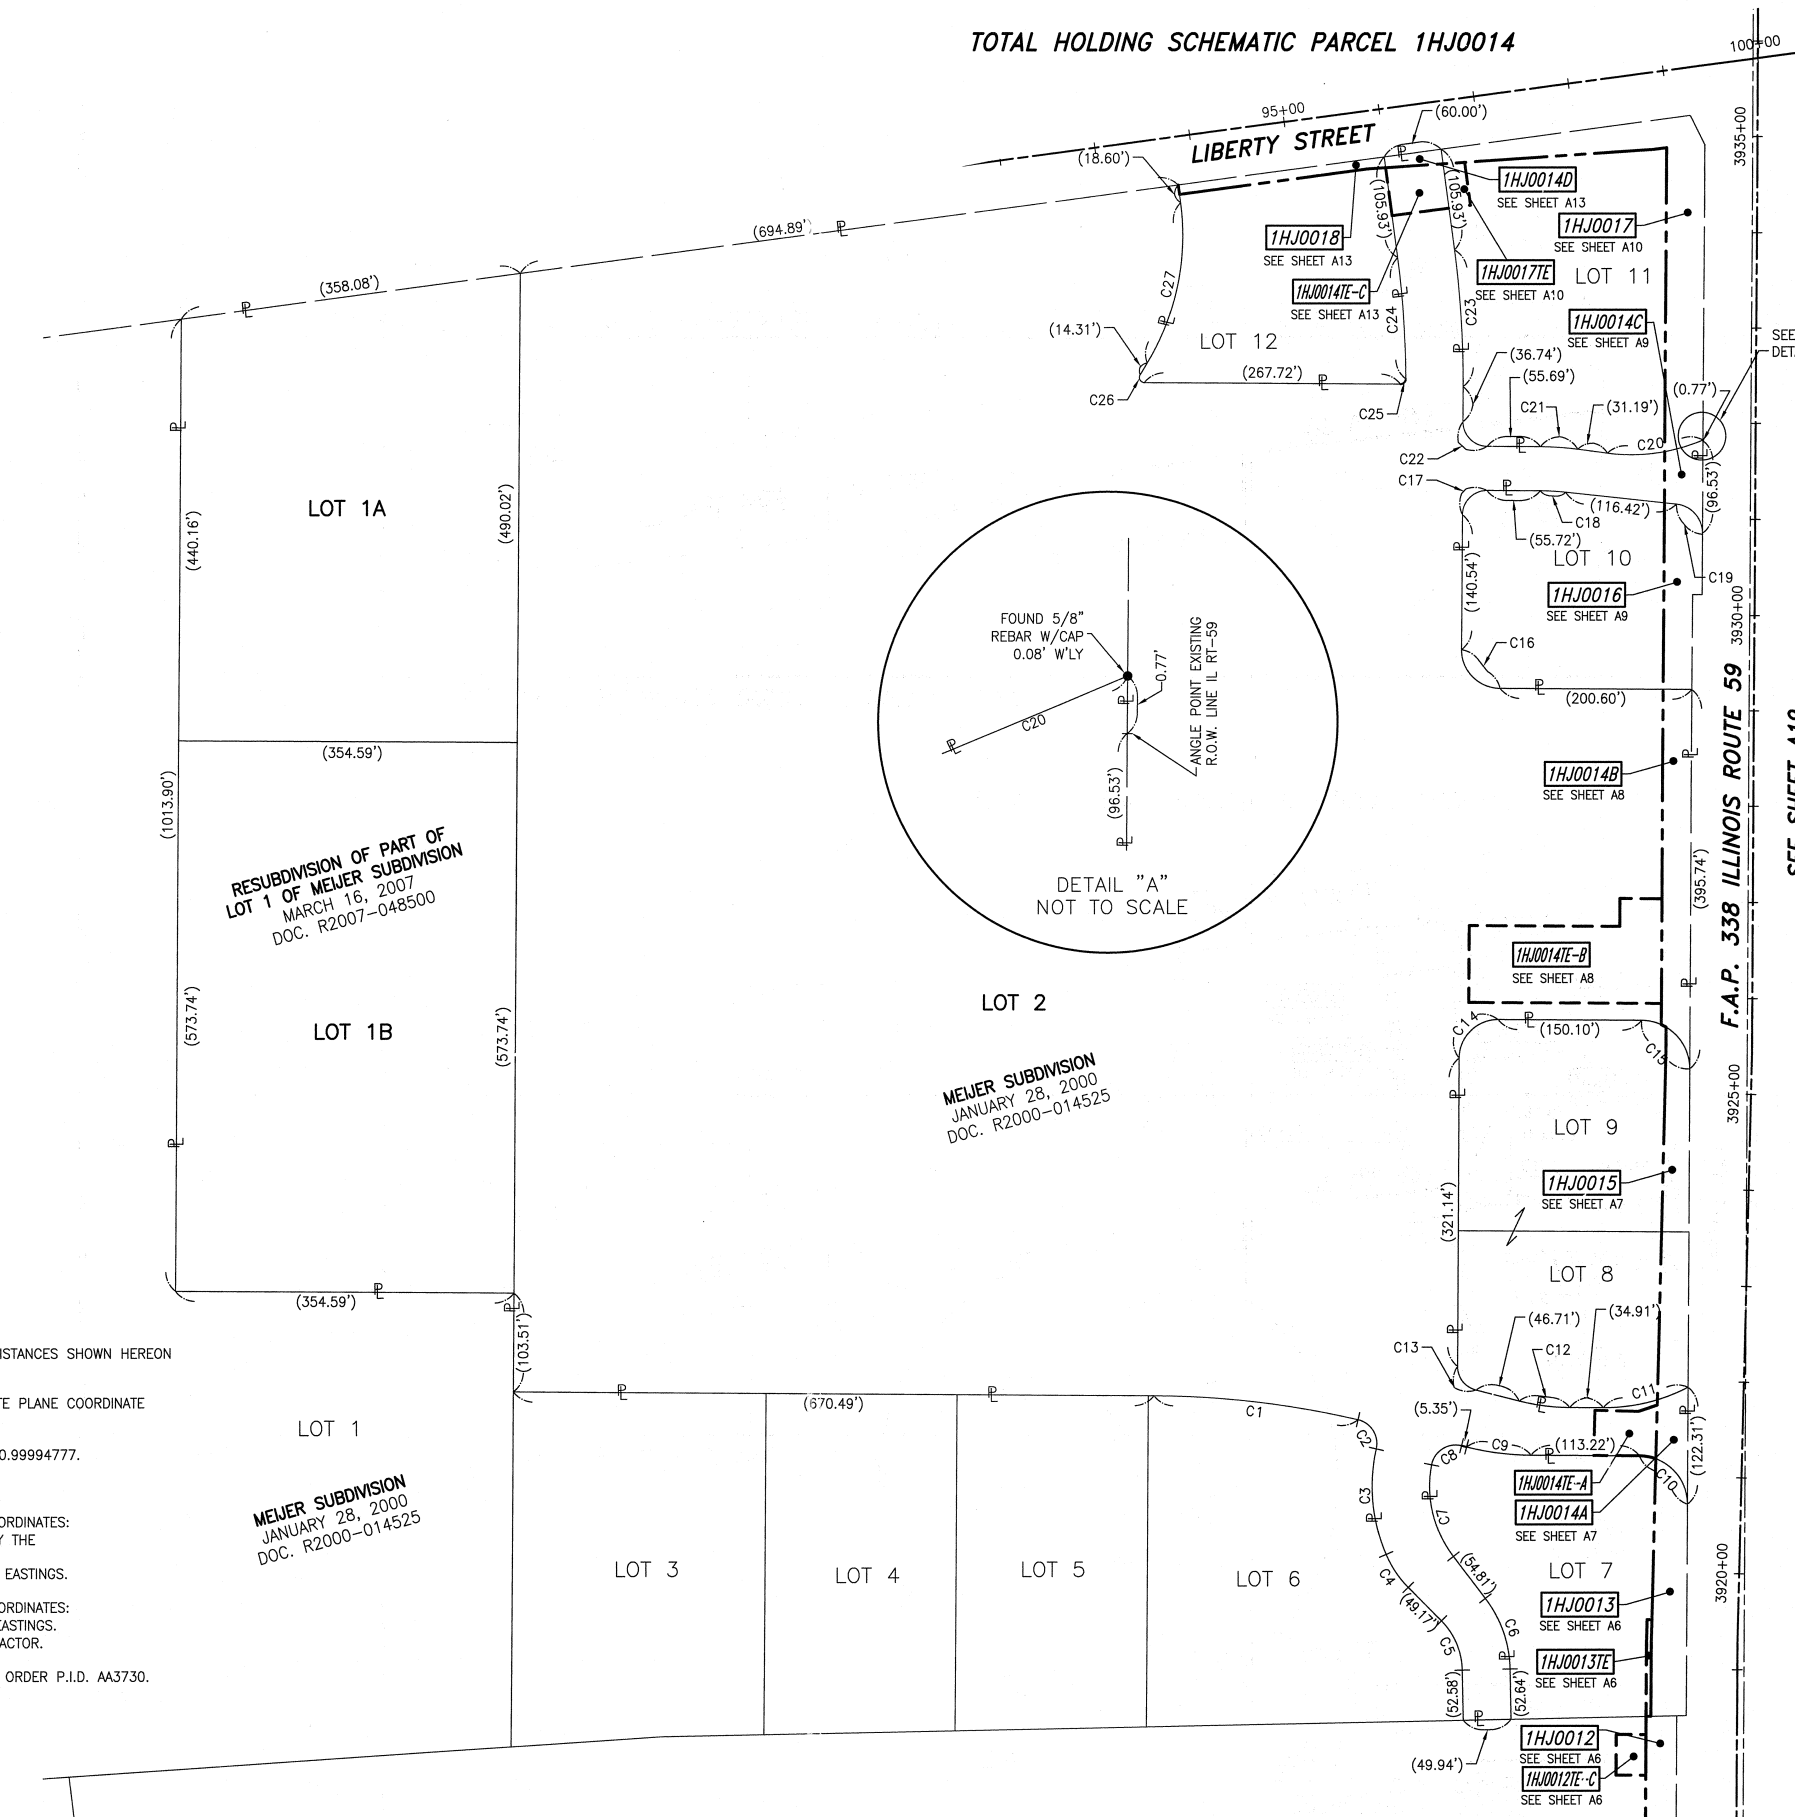 TOTAL HOLDING SCHEMATIC PARCEL 1HJ0014
100+00
95+00
(60.00')
LIBERTY STREET
3935+00
(18.60')
1HJ0014D
SEE SHEET A13
(105.93')
(105.93')
1HJ0017
SEE SHEET A10
(694.89')
1HJ0018
SEE SHEET A13
1HJ0017TE
SEE SHEET A10
LOT 11
(358.08')
C27
1HJ0014TE-C
SEE SHEET A13
C24
C23
1HJ0014C
SEE SHEET A9
(14.31')
LOT 12
SEE
(36.74')
(267.72')
(55.69')
(0.77')
C26
C25
C21
(31.19')
C20
C22
C17
(96.53')
LOT 1A
(440.16')
(490.02')
(116.42')
C18
(55.72')
LOT 10
C19
(140.54')
1HJ0016
SEE SHEET A9
3930+00
FOUND 5/8"
REBAR W/CAP
0.08' W'LY
0.77'
ANGLE POINT EXISTING
R.O.W. LINE IL RT-59
C20
(96.53')
DETAIL "A"
NOT TO SCALE
C16
(200.60')
F.A.P. 338 ILLINOIS ROUTE 59
(354.59')
1HJ0014B
SEE SHEET A8
(1013.90')
RESUBDIVISION OF PART OF
LOT 1 OF MEIJER SUBDIVISION
MARCH 16, 2007
DOC. R2007-048500
(395.74')
1HJ0014TE-B
SEE SHEET A8
(573.74')
LOT 1B
(573.74')
LOT 2
C14
(150.10')
C15
MEIJER SUBDIVISION
JANUARY 28, 2000
DOC. R2000-014525
3925+00
LOT 9
1HJ0015
SEE SHEET A7
(321.14')
LOT 8
(354.59')
(103.51')
(46.71')
(34.91')
C13
C12
C11
ISTANCES SHOWN HEREON
TE PLANE COORDINATE
0.99994777.
ORDINATES:
Y THE
EASTINGS.
ORDINATES:
EASTINGS.
ACTOR.
ORDER P.I.D. AA3730.
LOT 1
(670.49')
C1
(5.35')
C2
C8
C9
(113.22')
(122.31')
C10
1HJ0014TE-A
1HJ0014A
SEE SHEET A7
MEIJER SUBDIVISION
JANUARY 28, 2000
DOC. R2000-014525
C3
C7
LOT 3
LOT 4
LOT 5
LOT 6
C4
(54.81')
LOT 7
3920+00
(49.17')
1HJ0013
SEE SHEET A6
C5
C6
1HJ0013TE
SEE SHEET A6
(52.58')
(52.64')
1HJ0012
SEE SHEET A6
(49.94')
1HJ0012TE-C
SEE SHEET A6